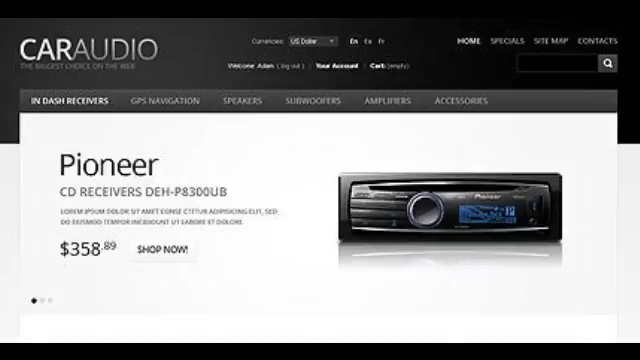 CARAUDIO
THE BIGGEST CHOICE ON THE WEB
Currencies: US Dollar En Es Fr
HOME SPECIALS SITE MAP CONTACTS
Welcome Adam ( log out ) Your Account Cart: (empty)
IN DASH RECEIVERS GPS NAVIGATION SPEAKERS SUBWOOFERS AMPLIFIERS ACCESSORIES
Pioneer
CD RECEIVERS DEH-P8300UB
LOREM IPSUM DOLOR SIT AMET CONSE CTETUR ADIPISICING ELIT, SED
DO EIUSMOD TEMPOR INCIDIDUNT UT LABORE ET DOLORE
$358.89 SHOP NOW!
Pioneer